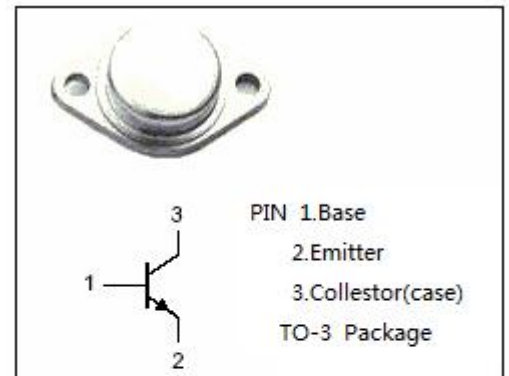 3
PIN 1.Base
2.Emitter
1
3.Collestor(case)
TO-3 Package
2